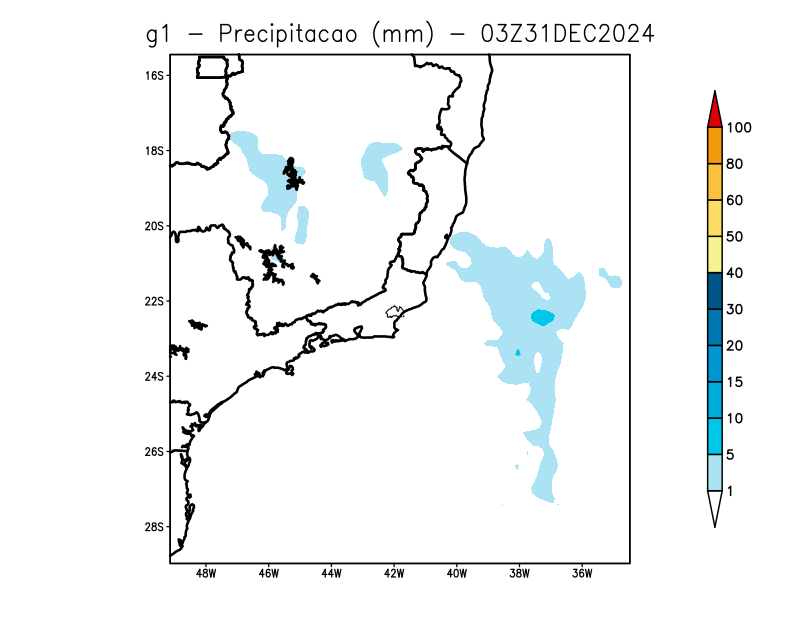 g1 – Precipitacao (mm) – 03Z31DEC2024
16S
18S
20S
22S
24S
26S
28S
48W 46W 44W 42W 40W 38W 36W
100
80
60
50
40
30
20
15
10
5
1